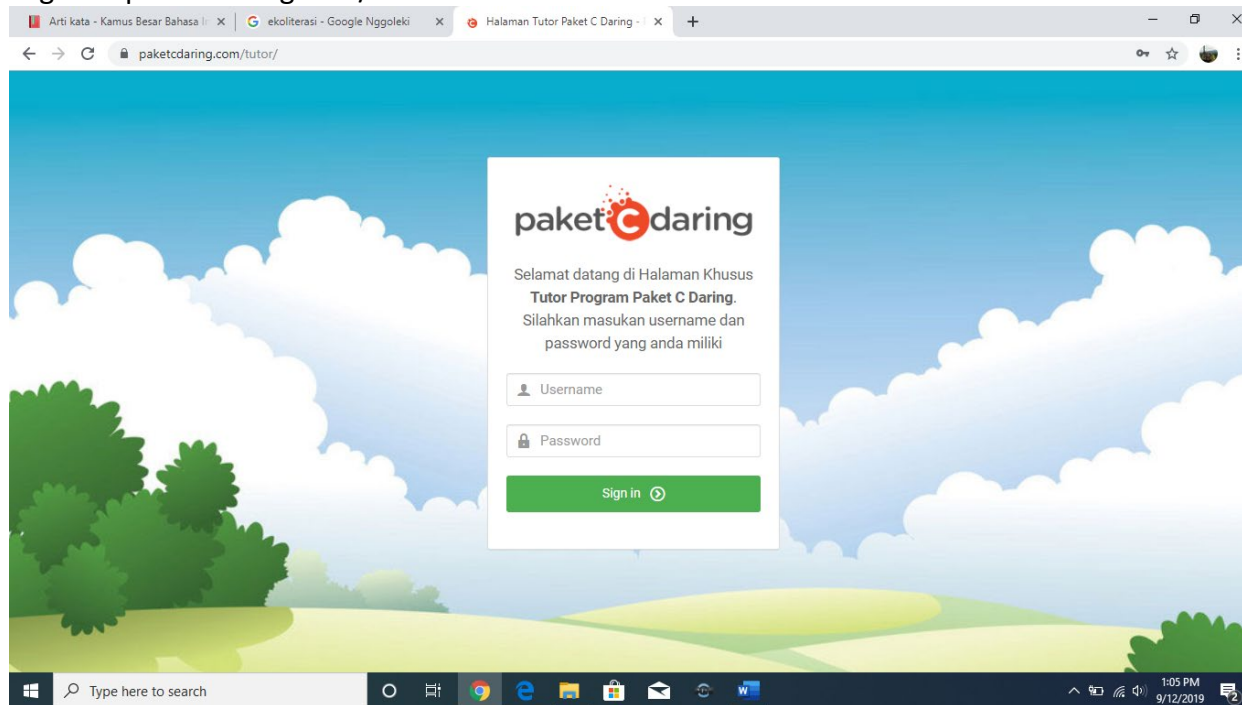 Arti kata - Kamus Besar Bahasa In
ekoliterasi - Google Nggoleki
Halaman Tutor Paket C Daring -
paketcdaring.com/tutor/
paketCdaring
Selamat datang di Halaman Khusus
Tutor Program Paket C Daring.
Silahkan masukan username dan
password yang anda miliki
Username
Password
Sign in
Type here to search
1:05 PM
9/12/2019